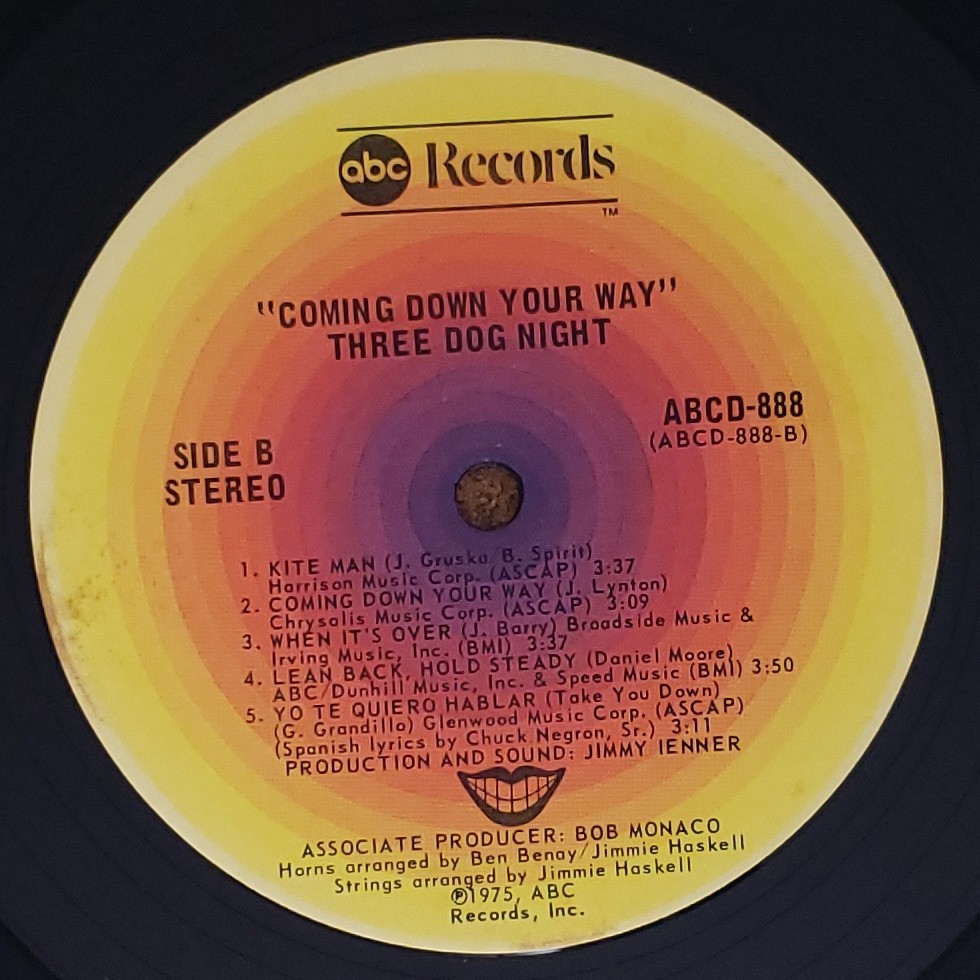 abc Records
TM
"COMING DOWN YOUR WAY"
THREE DOG NIGHT
ABCD-888
(ABCD-888-B)
SIDE B
STEREO
1. KITE MAN (J. Gruska B. Spirit)
Harrison Music Corp. (ASCAP) 3:37
2. COMING DOWN YOUR WAY (J. Lynton)
Chrysalis Music Corp. (ASCAP) 3:09
3. WHEN IT'S OVER (J. Barry) Broadside Music &
Irving Music, Inc. (BMI) 3:37
4. LEAN BACK, HOLD STEADY (Daniel Moore)
ABC/Dunhill Music, Inc. & Speed Music (BMI) 3:50
5. YO TE QUIERO HABLAR (Take You Down)
(G. Grandillo) Glenwood Music Corp. (ASCAP)
(Spanish lyrics by Chuck Negron, Sr.) 3:11
PRODUCTION AND SOUND: JIMMY IENNER
ASSOCIATE PRODUCER: BOB MONACO
Horns arranged by Ben Benay/Jimmie Haskell
Strings arranged by Jimmie Haskell
℗1975, ABC
Records, Inc.